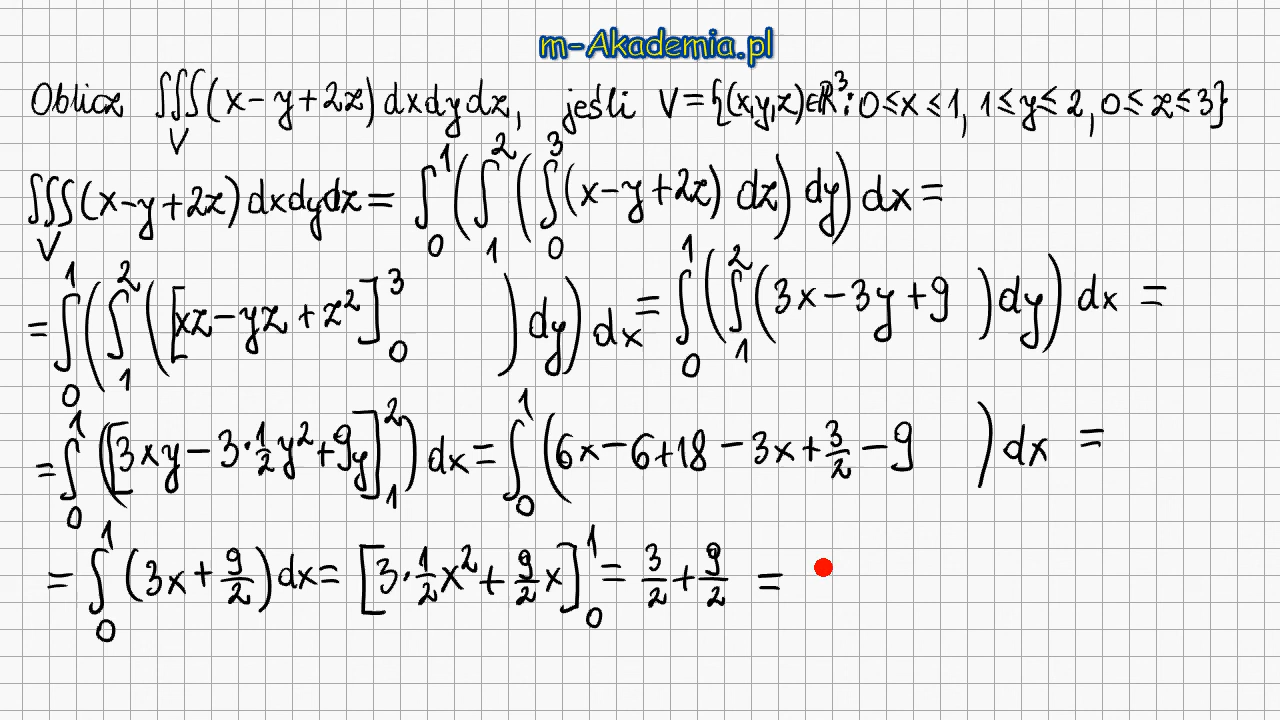 m-Akademia.pl
Oblicz ∫∫∫_V (x-y+2z) dxdydz, jeśli V={(x,y,z)∈R³: 0≤x≤1, 1≤y≤2, 0≤z≤3}
∫∫∫_V (x-y+2z) dxdydz = ∫_0^1 (∫_1^2 (∫_0^3 (x-y+2z) dz) dy) dx =
= ∫_0^1 (∫_1^2 ([xz-yz+z²]_0^3 ) dy) dx = ∫_0^1 (∫_1^2 (3x-3y+9 ) dy) dx =
= ∫_0^1 ([3xy-3·1/2y²+9y]_1^2) dx = ∫_0^1 (6x-6+18-3x+3/2-9 ) dx =
= ∫_0^1 (3x+9/2) dx = [3·1/2x²+9/2x]_0^1 = 3/2+9/2 =